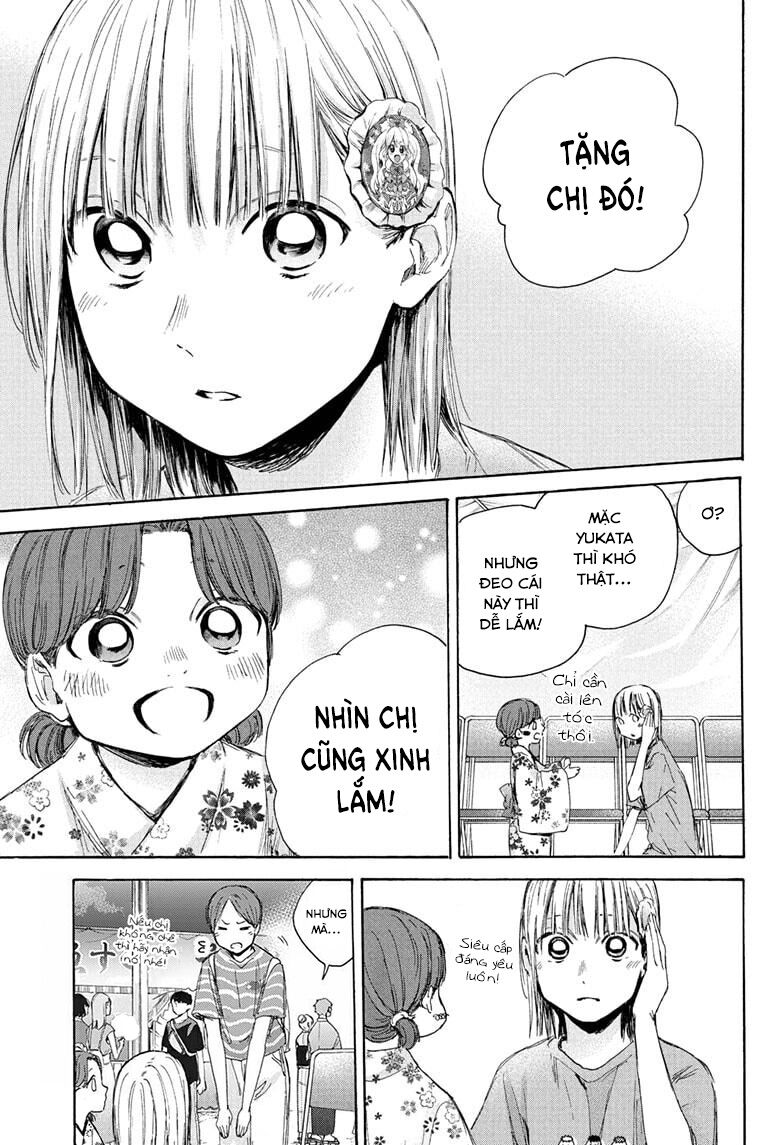 TẶNG
CHỊ ĐÓ!
Ơ?
MẶC
YUKATA
THÌ KHÓ
THẬT...
NHƯNG
ĐEO CÁI
NÀY THÌ
DỄ LẮM!
Chỉ cần
cài lên
tóc
thôi
NHÌN CHỊ
CŨNG XINH
LẮM!
Siêu cấp
đáng yêu
luôn!
NHƯNG
MÀ...
Nếu chị
không chê
thì hãy nhận
nó nhé!